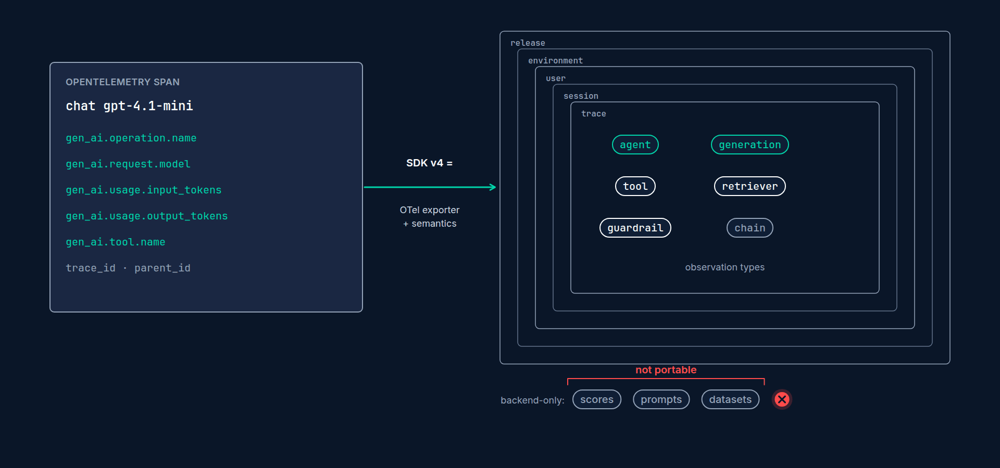 OPENTELEMETRY SPAN
chat gpt-4.1-mini
gen_ai.operation.name
gen_ai.request.model
gen_ai.usage.input_tokens
gen_ai.usage.output_tokens
gen_ai.tool.name
trace_id · parent_id
SDK v4 =
OTel exporter
+ semantics
release
environment
user
session
trace
agent generation
tool retriever
guardrail chain
observation types
not portable
backend-only: scores prompts datasets